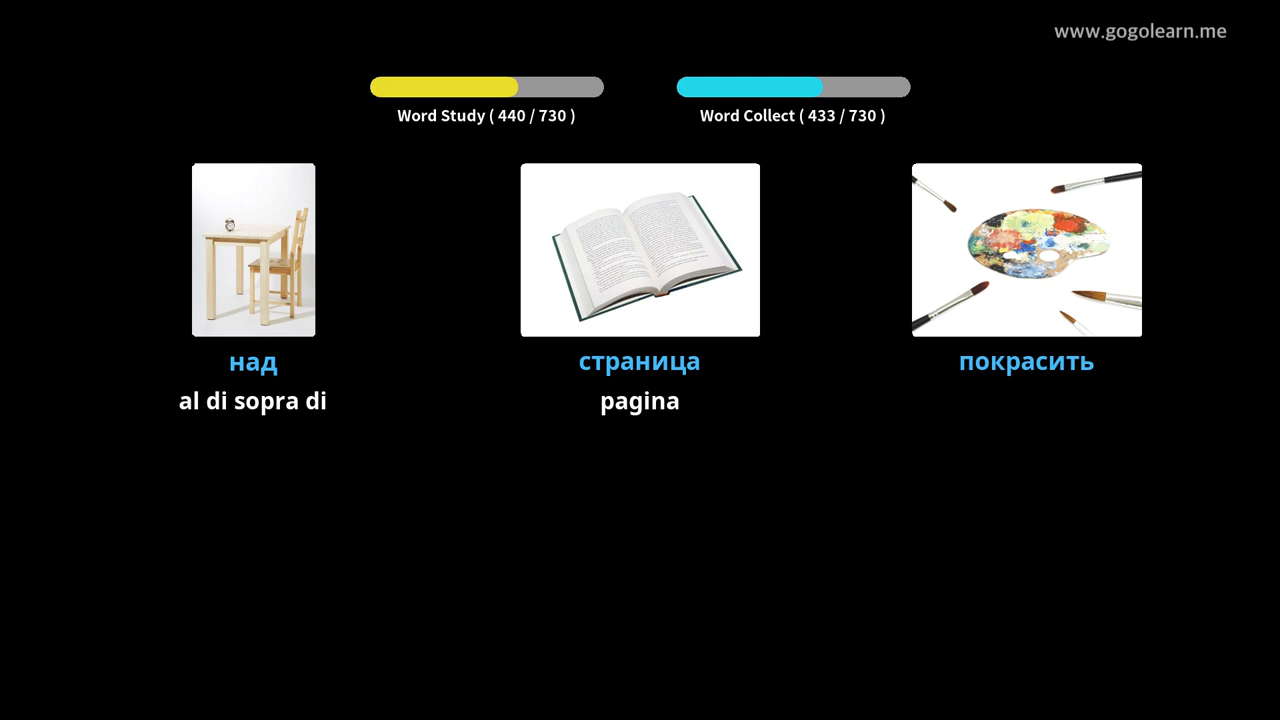 www.gogolearn.me
Word Study ( 440 / 730 )
Word Collect ( 433 / 730 )
над
al di sopra di
страница
pagina
покрасить